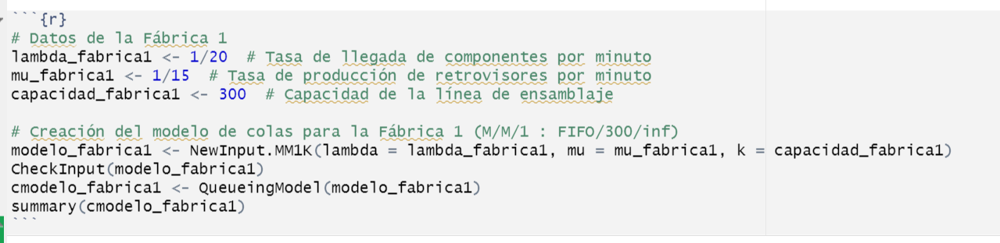 ```{r}
# Datos de la Fábrica 1
lambda_fabrica1 <- 1/20  # Tasa de llegada de componentes por minuto
mu_fabrica1 <- 1/15  # Tasa de producción de retrovisores por minuto
capacidad_fabrica1 <- 300  # Capacidad de la línea de ensamblaje

# Creación del modelo de colas para la Fábrica 1 (M/M/1 : FIFO/300/inf)
modelo_fabrica1 <- NewInput.MM1K(lambda = lambda_fabrica1, mu = mu_fabrica1, k = capacidad_fabrica1)
CheckInput(modelo_fabrica1)
cmodelo_fabrica1 <- QueueingModel(modelo_fabrica1)
summary(cmodelo_fabrica1)
```